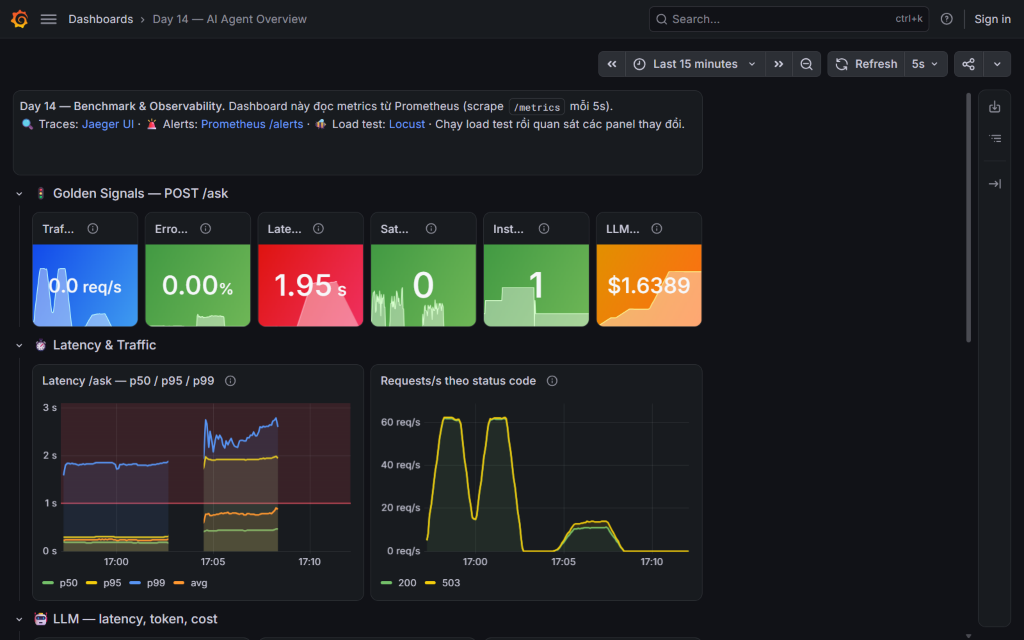 Dashboards › Day 14 — AI Agent Overview
Search... ctrl+k
Sign in
Last 15 minutes
Refresh 5s
Day 14 — Benchmark & Observability. Dashboard này đọc metrics từ Prometheus (scrape /metrics mỗi 5s).
Traces: Jaeger UI · Alerts: Prometheus /alerts · Load test: Locust · Chạy load test rồi quan sát các panel thay đổi.
Golden Signals — POST /ask
Traf... Erro... Late... Sat... Inst... LLM...
0.0 req/s 0.00% 1.95 s 0 1 $1.6389
Latency & Traffic
Latency /ask — p50 / p95 / p99
3 s
2 s
1 s
0 s
17:00 17:05 17:10
p50 p95 p99 avg
Requests/s theo status code
60 req/s
40 req/s
20 req/s
0 req/s
17:00 17:05 17:10
200 503
LLM — latency, token, cost